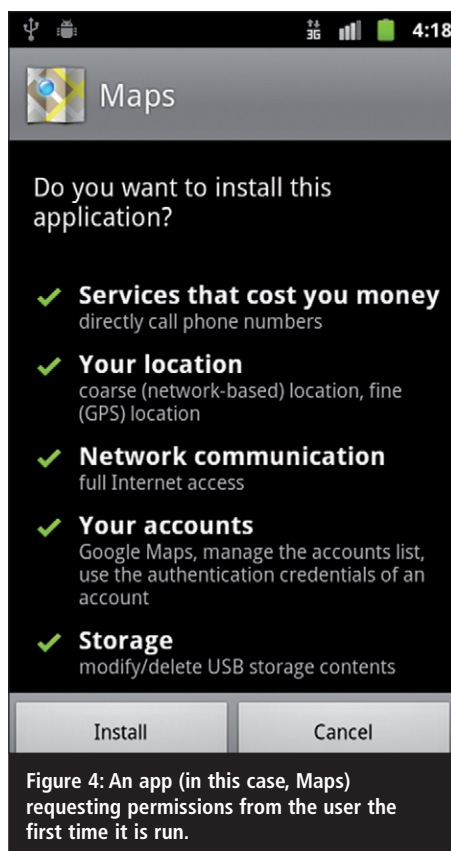 3G 4:18
Maps
Do you want to install this
application?
Services that cost you money
directly call phone numbers
Your location
coarse (network-based) location, fine
(GPS) location
Network communication
full Internet access
Your accounts
Google Maps, manage the accounts list,
use the authentication credentials of an
account
Storage
modify/delete USB storage contents
Install Cancel
Figure 4: An app (in this case, Maps)
requesting permissions from the user the
first time it is run.